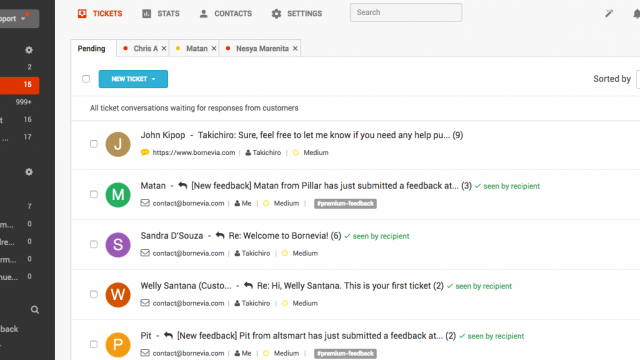 TICKETS STATS CONTACTS SETTINGS Search
Pending Chris A × Matan × Nesya Marenita ×
NEW TICKET Sorted by
All ticket conversations waiting for responses from customers
J John Kipop - Takichiro: Sure, feel free to let me know if you need any help pu... (9)
https://www.bornevia.com | Takichiro | Medium
M Matan - [New feedback] Matan from Pillar has just submitted a feedback at... (3) ✓ seen by recipient
contact@bornevia.com | Me | Medium | #premium-feedback
S Sandra D'Souza - Re: Welcome to Bornevia! (6) ✓ seen by recipient
contact@bornevia.com | Takichiro | Medium
W Welly Santana (Custo... - Re: Hi, Welly Santana. This is your first ticket (2) ✓ seen by recipient
contact@bornevia.com | Takichiro | Medium
P Pit - [New feedback] Pit from altsmart has just submitted a feedback at... (2) ✓ seen by recipient
contact@bornevia.com | Me | Medium | #premium-feedback
pport
2
15
999+
t 16
... 17
7
0
m... 0
dre... 0
m... 0
nue... 0
dback